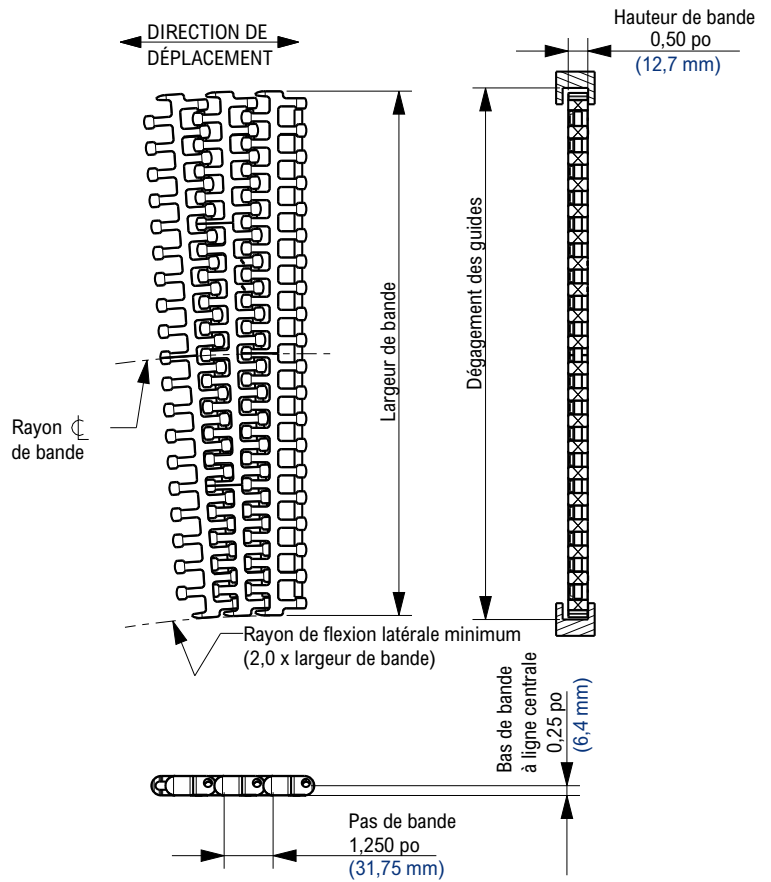 DIRECTION DE
DÉPLACEMENT
Hauteur de bande
0,50 po
(12,7 mm)
Largeur de bande
Dégagement des guides
Rayon ℄
de bande
Rayon de flexion latérale minimum
(2,0 x largeur de bande)
Bas de bande
à ligne centrale
0,25 po
(6,4 mm)
Pas de bande
1,250 po
(31,75 mm)